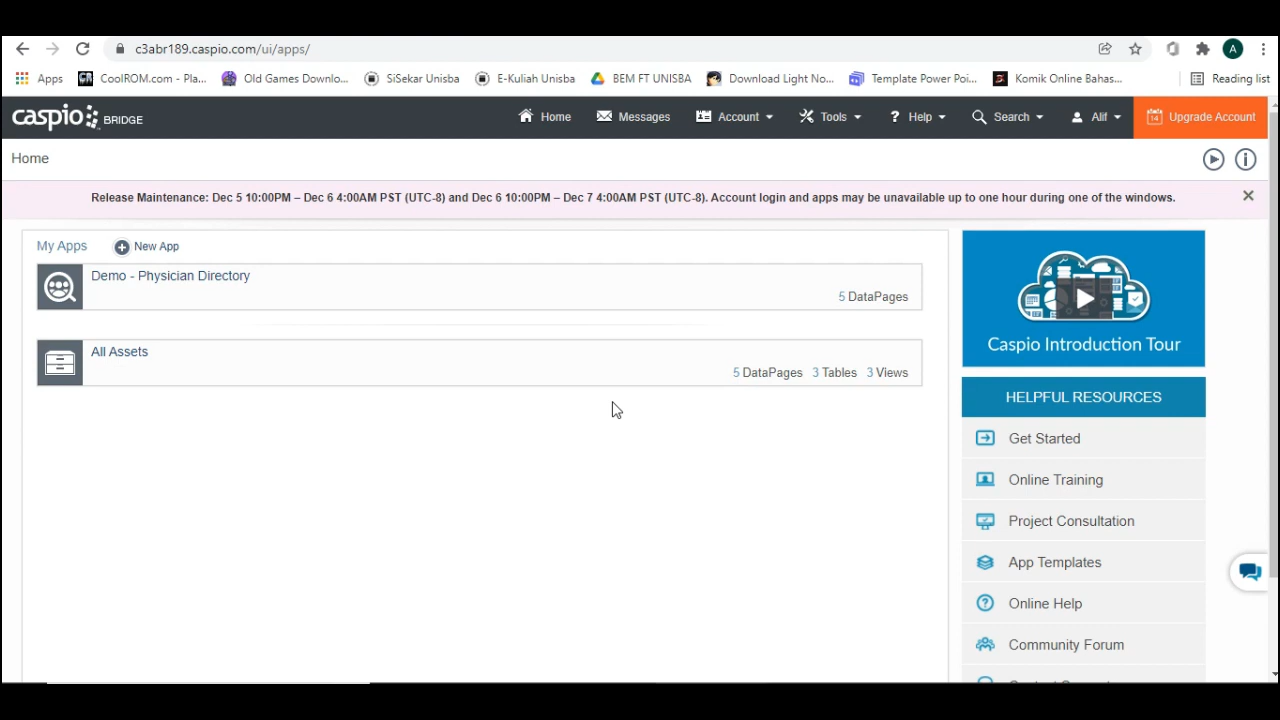 c3abr189.caspio.com/ui/apps/
A
Apps CoolROM.com - Pla... Old Games Downlo... SiSekar Unisba E-Kuliah Unisba BEM FT UNISBA Download Light No... Template Power Poi... Komik Online Bahas... Reading list
caspio BRIDGE Home Messages Account Tools ? Help Search Alif 14 Upgrade Account
Home
Release Maintenance: Dec 5 10:00PM – Dec 6 4:00AM PST (UTC-8) and Dec 6 10:00PM – Dec 7 4:00AM PST (UTC-8). Account login and apps may be unavailable up to one hour during one of the windows.
My Apps New App
Demo - Physician Directory
5 DataPages
All Assets
5 DataPages 3 Tables 3 Views
Caspio Introduction Tour
HELPFUL RESOURCES
Get Started
Online Training
Project Consultation
App Templates
Online Help
Community Forum